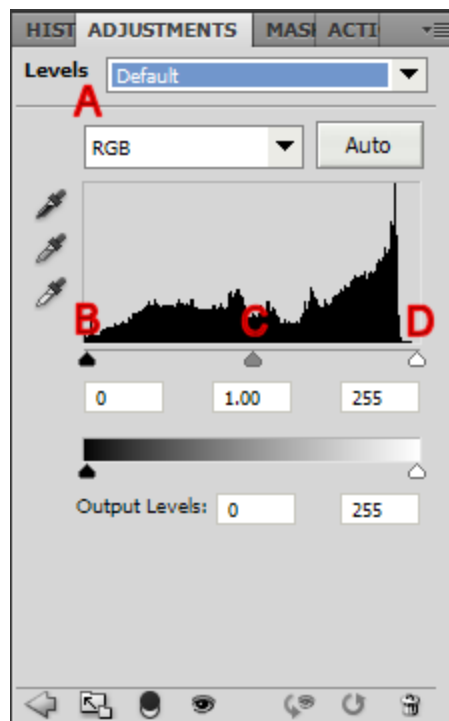 HIST ADJUSTMENTS MASI ACTI
Levels Default
A
RGB Auto
B C D
0 1.00 255
Output Levels: 0 255